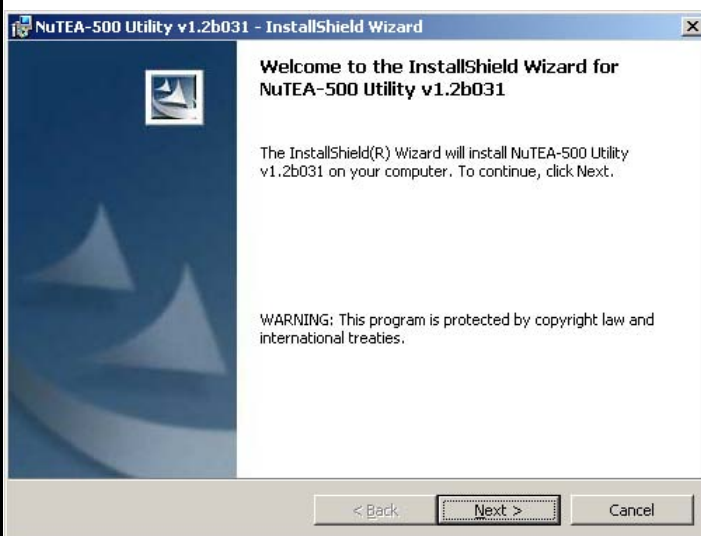 NuTEA-500 Utility v1.2b031 - InstallShield Wizard
Welcome to the InstallShield Wizard for
NuTEA-500 Utility v1.2b031
The InstallShield(R) Wizard will install NuTEA-500 Utility
v1.2b031 on your computer. To continue, click Next.
WARNING: This program is protected by copyright law and
international treaties.
< Back
Next >
Cancel